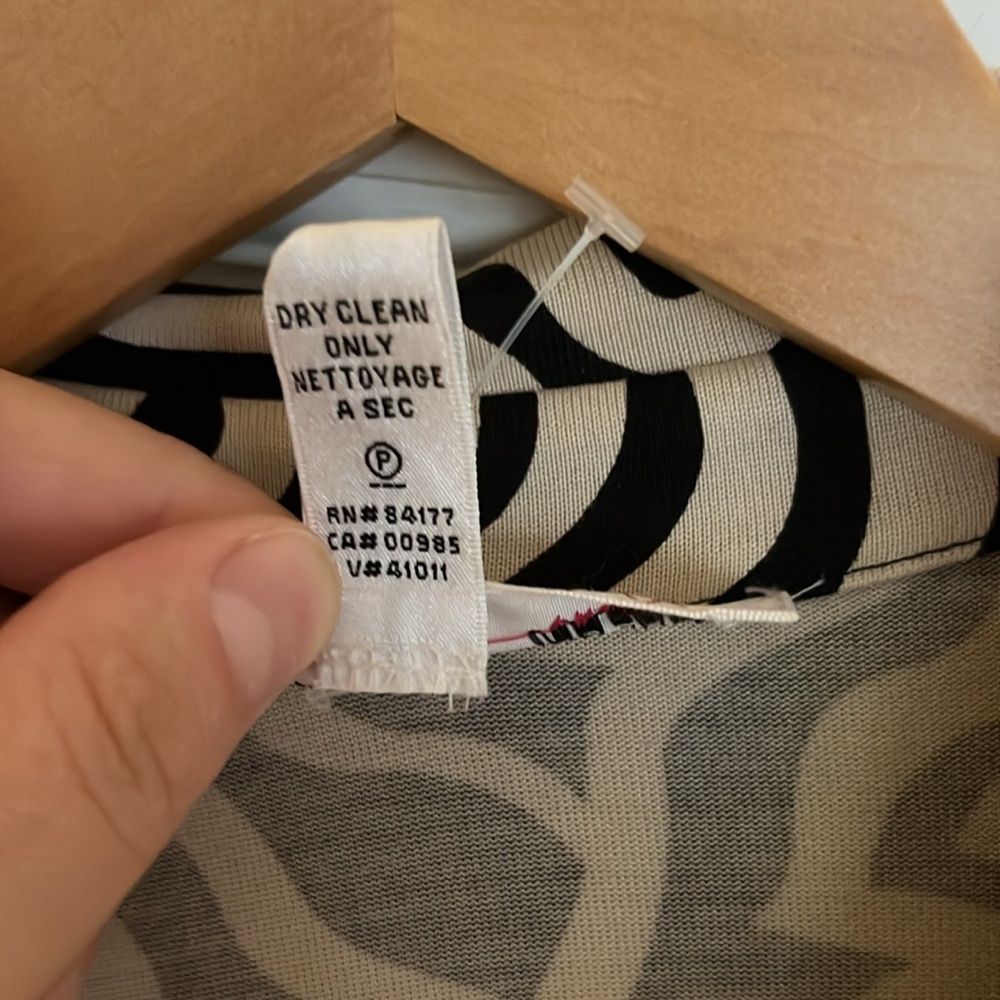 DRY CLEAN
ONLY
NETTOYAGE
A SEC
P
RN# 84177
CA# 00985
V# 41011